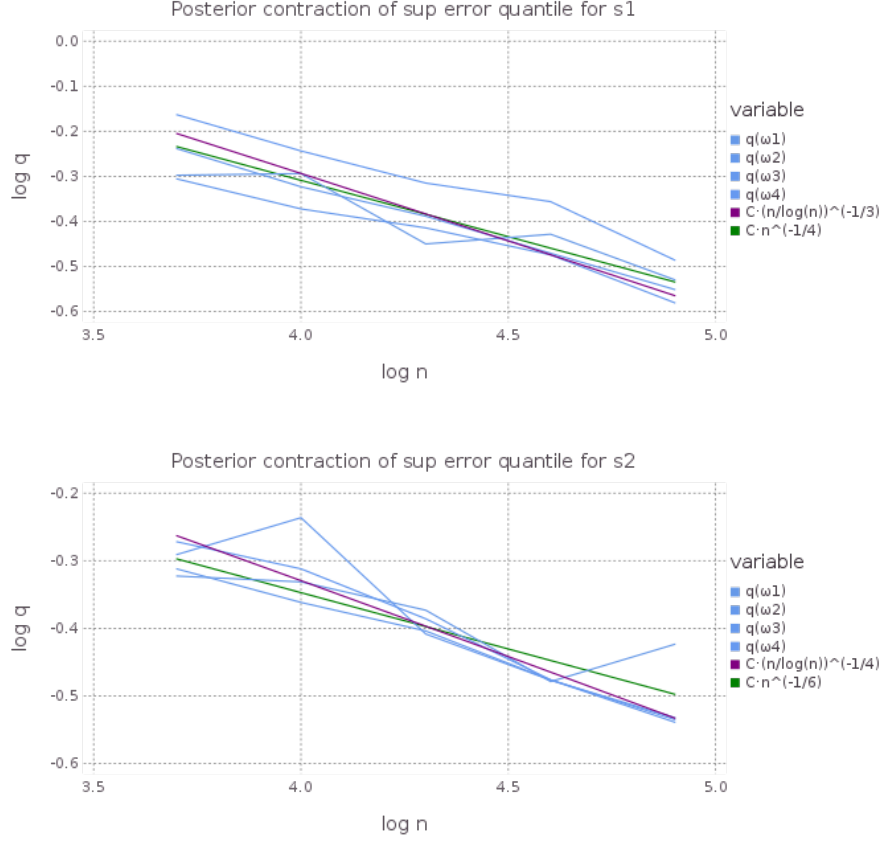 Posterior contraction of sup error quantile for s1
0.0
-0.1
-0.2
-0.3
-0.4
-0.5
-0.6
log q
3.5 4.0 4.5 5.0
log n
variable
q(ω1)
q(ω2)
q(ω3)
q(ω4)
C·(n/log(n))^(-1/3)
C·n^(-1/4)
Posterior contraction of sup error quantile for s2
-0.2
-0.3
-0.4
-0.5
-0.6
log q
3.5 4.0 4.5 5.0
log n
variable
q(ω1)
q(ω2)
q(ω3)
q(ω4)
C·(n/log(n))^(-1/4)
C·n^(-1/6)